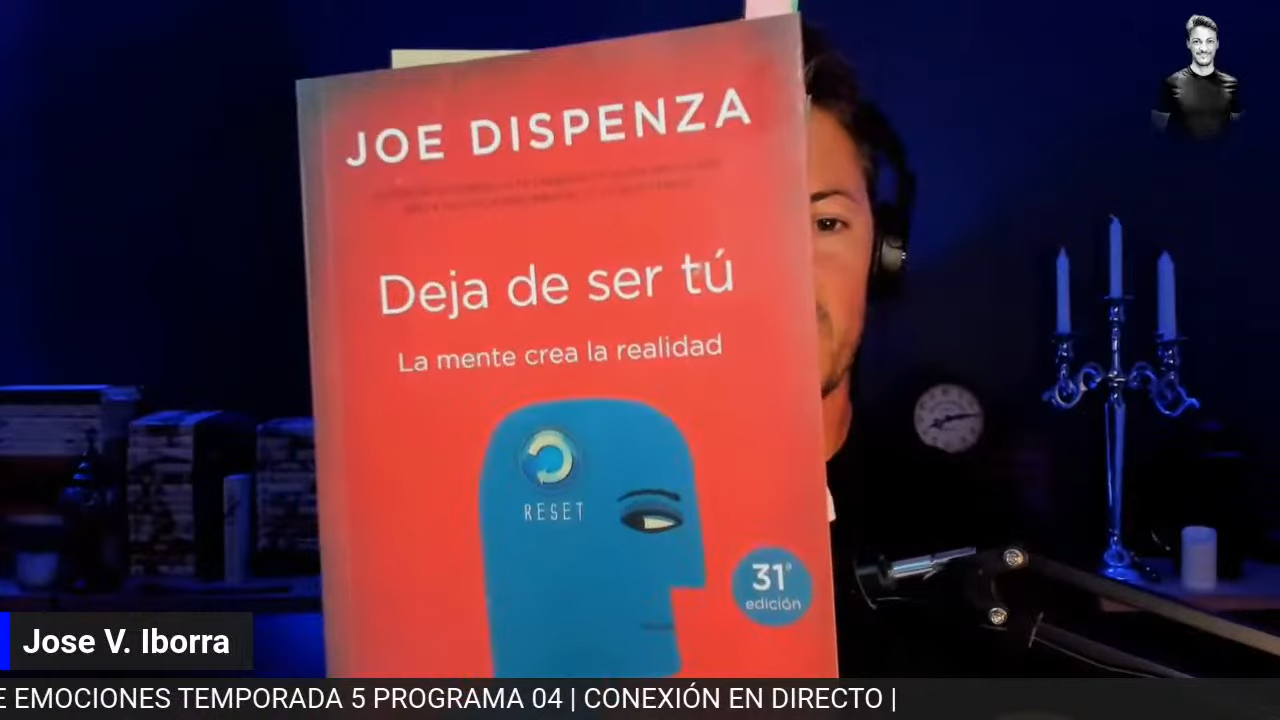 JOE DISPENZA
Deja de ser tú
La mente crea la realidad
RESET
31ª
edición
Jose V. Iborra
E EMOCIONES TEMPORADA 5 PROGRAMA 04 | CONEXIÓN EN DIRECTO |